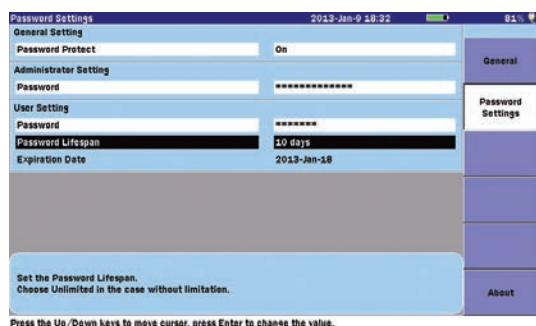 Password Settings 2013-Jan-9 18:32 81%
General Setting
Password Protect On
General
Administrator Setting
Password *************
Password Settings
User Setting
Password *******
Password Lifespan 10 days
Expiration Date 2013-Jan-18
Set the Password Lifespan.
Choose Unlimited in the case without limitation.
About
Press the Up/Down keys to move cursor, press Enter to change the value.